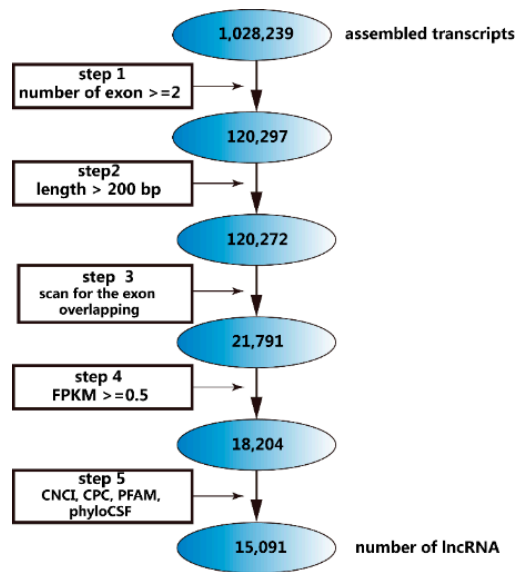 1,028,239 assembled transcripts
step 1
number of exon >=2
120,297
step2
length > 200 bp
120,272
step 3
scan for the exon
overlapping
21,791
step 4
FPKM >=0.5
18,204
step 5
CNCI, CPC, PFAM,
phyloCSF
15,091 number of lncRNA